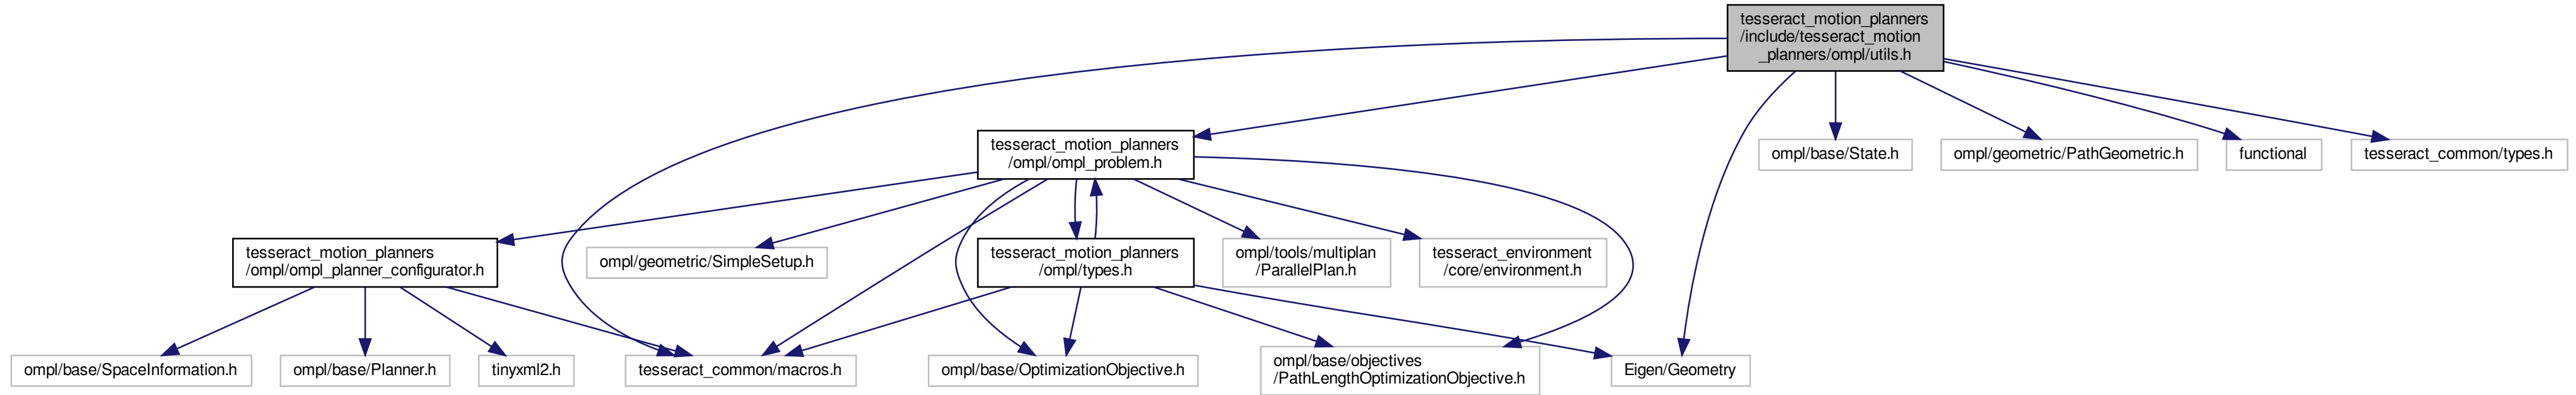 tesseract_motion_planners
/include/tesseract_motion
_planners/ompl/utils.h
tesseract_motion_planners
/ompl/ompl_problem.h
ompl/base/State.h
ompl/geometric/PathGeometric.h
functional
tesseract_common/types.h
tesseract_motion_planners
/ompl/ompl_planner_configurator.h
ompl/geometric/SimpleSetup.h
tesseract_motion_planners
/ompl/types.h
ompl/tools/multiplan
/ParallelPlan.h
tesseract_environment
/core/environment.h
ompl/base/SpaceInformation.h
ompl/base/Planner.h
tinyxml2.h
tesseract_common/macros.h
ompl/base/OptimizationObjective.h
ompl/base/objectives
/PathLengthOptimizationObjective.h
Eigen/Geometry